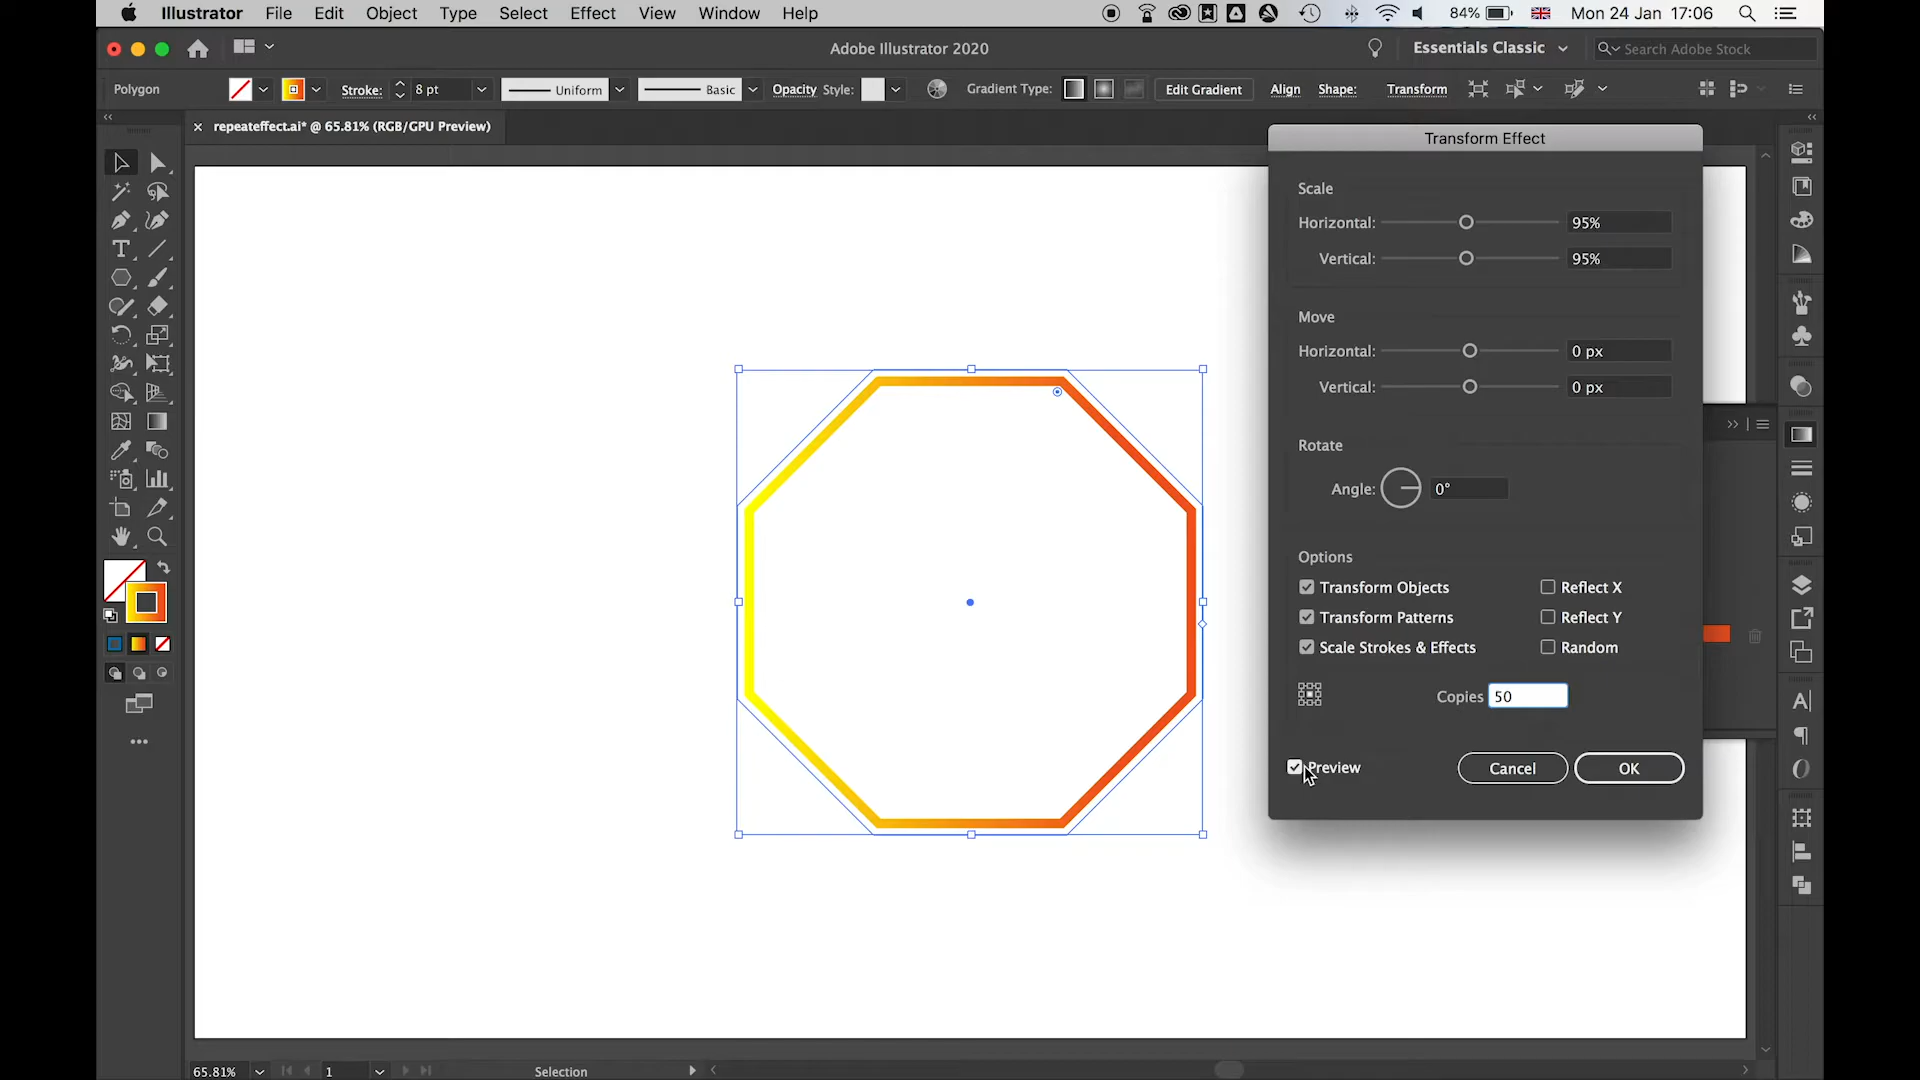 Illustrator File Edit Object Type Select Effect View Window Help 84% Mon 24 Jan 17:06
Adobe Illustrator 2020 Essentials Classic Search Adobe Stock
Polygon Stroke: 8 pt Uniform Basic Opacity Style: Gradient Type: Edit Gradient Align Shape: Transform
repeateffect.ai* @ 65.81% (RGB/GPU Preview)
Transform Effect
Scale
Horizontal: 95%
Vertical: 95%
Move
Horizontal: 0 px
Vertical: 0 px
Rotate
Angle: 0°
Options
Transform Objects Reflect X
Transform Patterns Reflect Y
Scale Strokes & Effects Random
Copies 50
Preview Cancel OK
65.81% 1 Selection